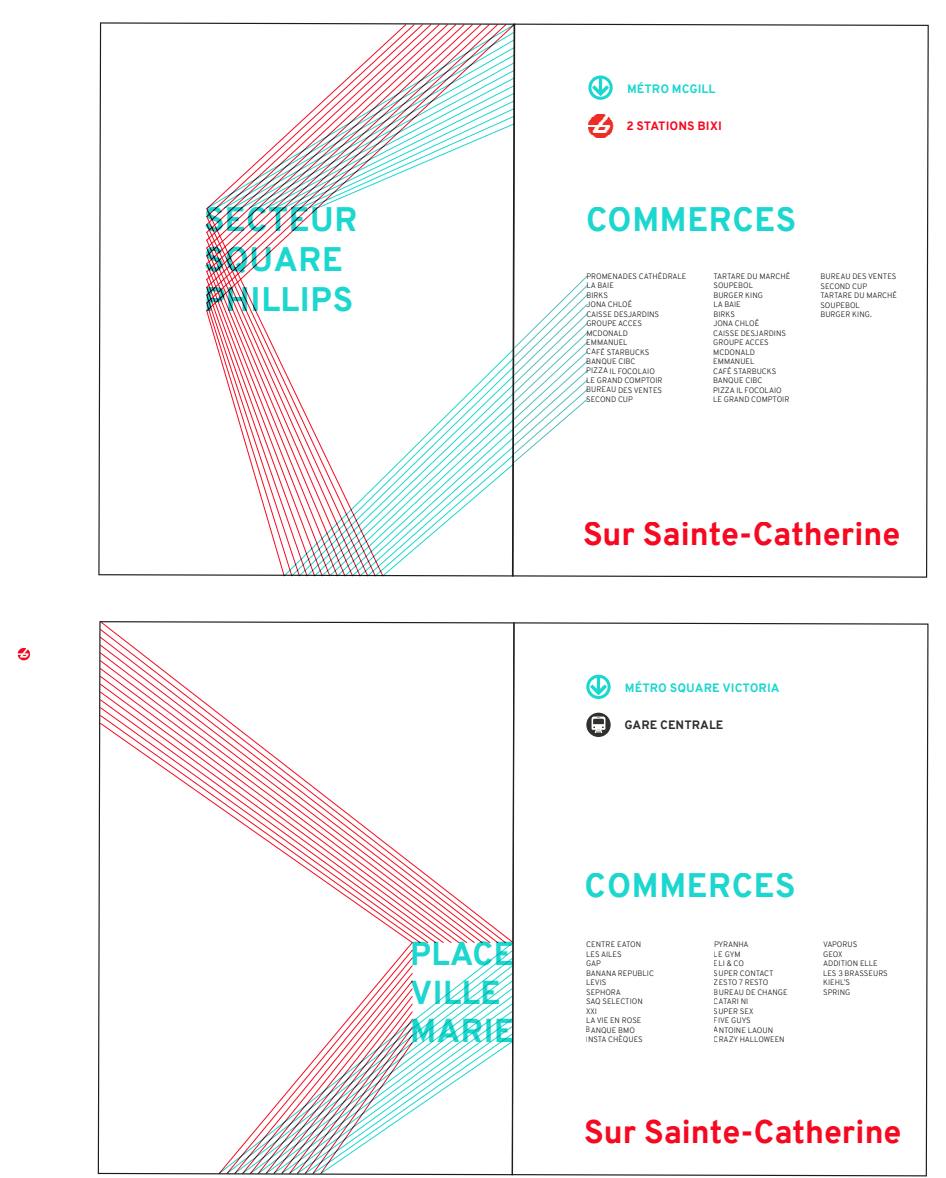 MÉTRO MCGILL
2 STATIONS BIXI
SECTEUR
SQUARE
PHILLIPS
COMMERCES
PROMENADES CATHÉDRALE
LA BAIE
BIRKS
JONA CHLOÉ
CAISSE DESJARDINS
GROUPE ACCES
MCDONALD
EMMANUEL
CAFÉ STARBUCKS
BANQUE CIBC
PIZZA IL FOCOLAIO
LE GRAND COMPTOIR
BUREAU DES VENTES
SECOND CUP
TARTARE DU MARCHÉ
SOUPEBOL
BURGER KING
LA BAIE
BIRKS
JONA CHLOÉ
CAISSE DESJARDINS
GROUPE ACCES
MCDONALD
EMMANUEL
CAFÉ STARBUCKS
BANQUE CIBC
PIZZA IL FOCOLAIO
LE GRAND COMPTOIR
BUREAU DES VENTES
SECOND CUP
TARTARE DU MARCHÉ
SOUPEBOL
BURGER KING.
Sur Sainte-Catherine
MÉTRO SQUARE VICTORIA
GARE CENTRALE
PLACE
VILLE
MARIE
COMMERCES
CENTRE EATON
LES AILES
GAP
BANANA REPUBLIC
LEVIS
SEPHORA
SAQ SELECTION
XXI
LA VIE EN ROSE
BANQUE BMO
INSTA CHÈQUES
PYRANHA
LE GYM
ELI & CO
SUPER CONTACT
ZESTO 7 RESTO
BUREAU DE CHANGE
CATARI NI
SUPER SEX
FIVE GUYS
ANTOINE LAOUN
CRAZY HALLOWEEN
VAPORUS
GEOX
ADDITION ELLE
LES 3 BRASSEURS
KIEHL'S
SPRING
Sur Sainte-Catherine